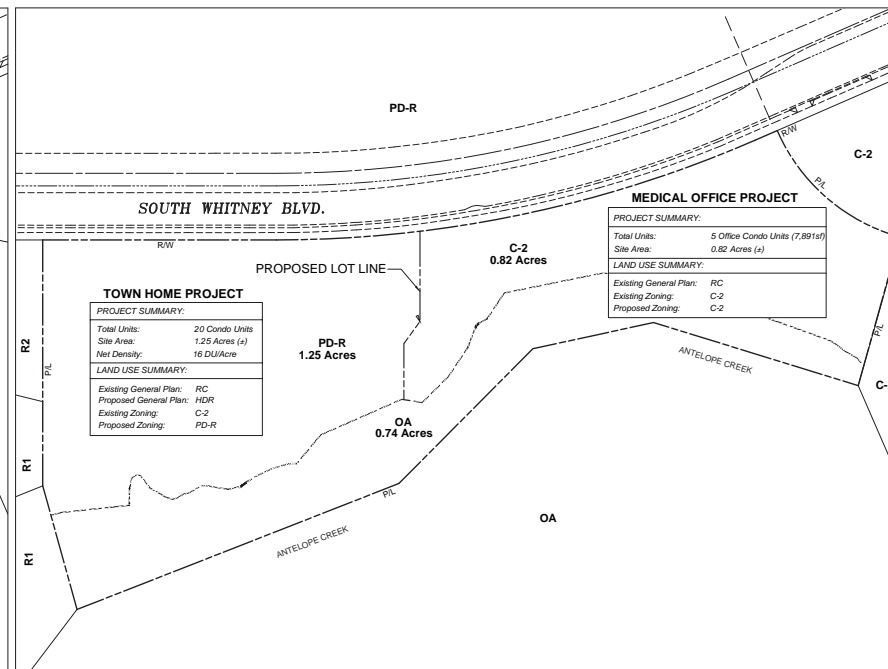 PD-R
SOUTH WHITNEY BLVD.
R/W
R/W
P/L
C-2
C-2
0.82 Acres
PROPOSED LOT LINE
MEDICAL OFFICE PROJECT
PROJECT SUMMARY:
Total Units: 5 Office Condo Units (7,891sf)
Site Area: 0.82 Acres (±)
LAND USE SUMMARY:
Existing General Plan: RC
Existing Zoning: C-2
Proposed Zoning: C-2
TOWN HOME PROJECT
PROJECT SUMMARY:
Total Units: 20 Condo Units
Site Area: 1.25 Acres (±)
Net Density: 16 DU/Acre
LAND USE SUMMARY:
Existing General Plan: RC
Proposed General Plan: HDR
Existing Zoning: C-2
Proposed Zoning: PD-R
PD-R
1.25 Acres
R2
P/L
R1
R1
OA
0.74 Acres
P/L
ANTELOPE CREEK
ANTELOPE CREEK
P/L
C-
OA